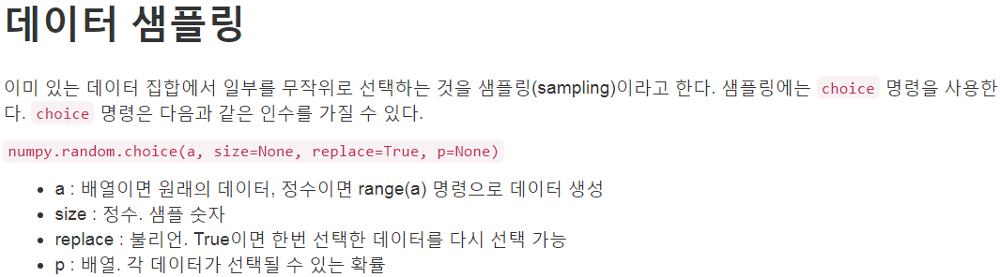 데이터 샘플링
이미 있는 데이터 집합에서 일부를 무작위로 선택하는 것을 샘플링(sampling)이라고 한다. 샘플링에는 choice 명령을 사용한
다. choice 명령은 다음과 같은 인수를 가질 수 있다.
numpy.random.choice(a, size=None, replace=True, p=None)
• a : 배열이면 원래의 데이터, 정수이면 range(a) 명령으로 데이터 생성
• size : 정수. 샘플 숫자
• replace : 불리언. True이면 한번 선택한 데이터를 다시 선택 가능
• p : 배열. 각 데이터가 선택될 수 있는 확률